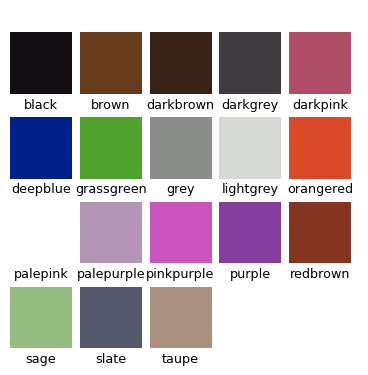 black brown darkbrown darkgrey darkpink
deepblue grassgreen grey lightgrey orangered
palepink palepurple pinkpurple purple redbrown
sage slate taupe